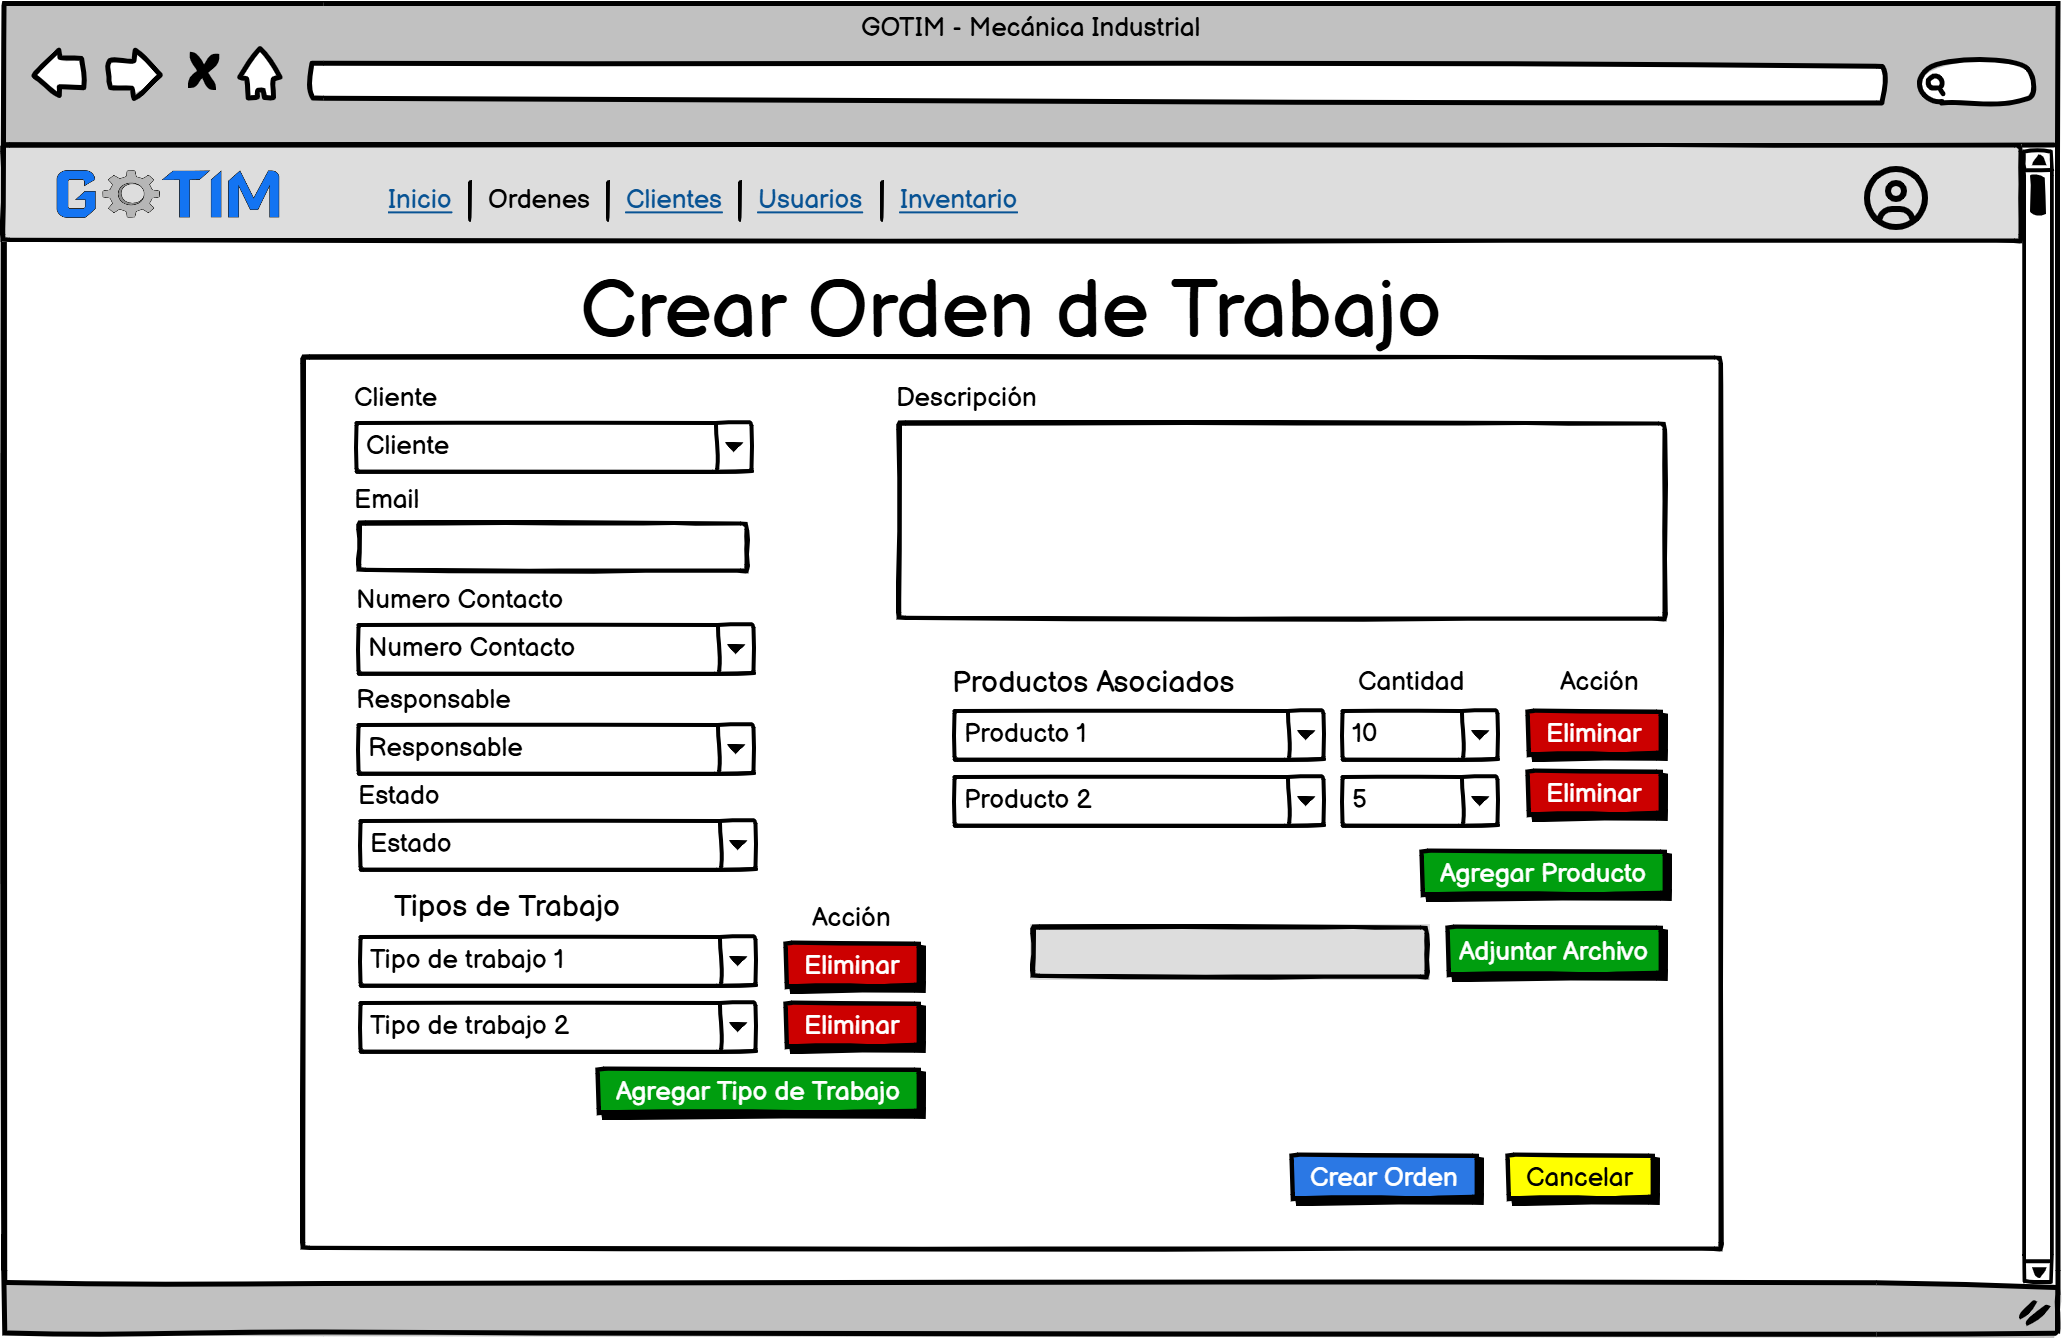 GOTIM - Mecánica Industrial
GOTIM
Inicio | Ordenes | Clientes | Usuarios | Inventario
Crear Orden de Trabajo
Cliente
Cliente
Email
Numero Contacto
Numero Contacto
Responsable
Responsable
Estado
Estado
Tipos de Trabajo Acción
Tipo de trabajo 1 Eliminar
Tipo de trabajo 2 Eliminar
Agregar Tipo de Trabajo
Descripción
Productos Asociados Cantidad Acción
Producto 1 10 Eliminar
Producto 2 5 Eliminar
Agregar Producto
Adjuntar Archivo
Crear Orden Cancelar